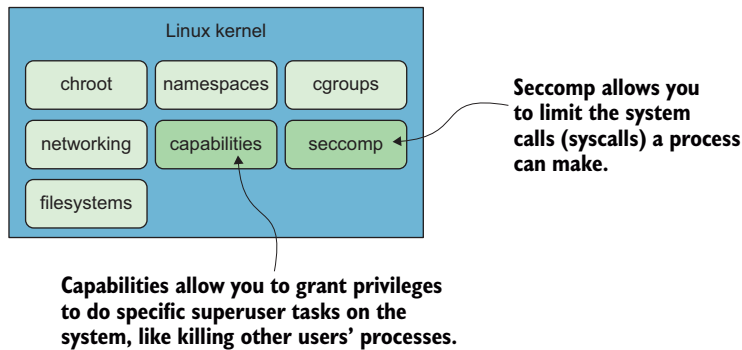 Linux kernel
chroot
namespaces
cgroups
networking
capabilities
seccomp
filesystems
Seccomp allows you
to limit the system
calls (syscalls) a process
can make.
Capabilities allow you to grant privileges
to do specific superuser tasks on the
system, like killing other users’ processes.